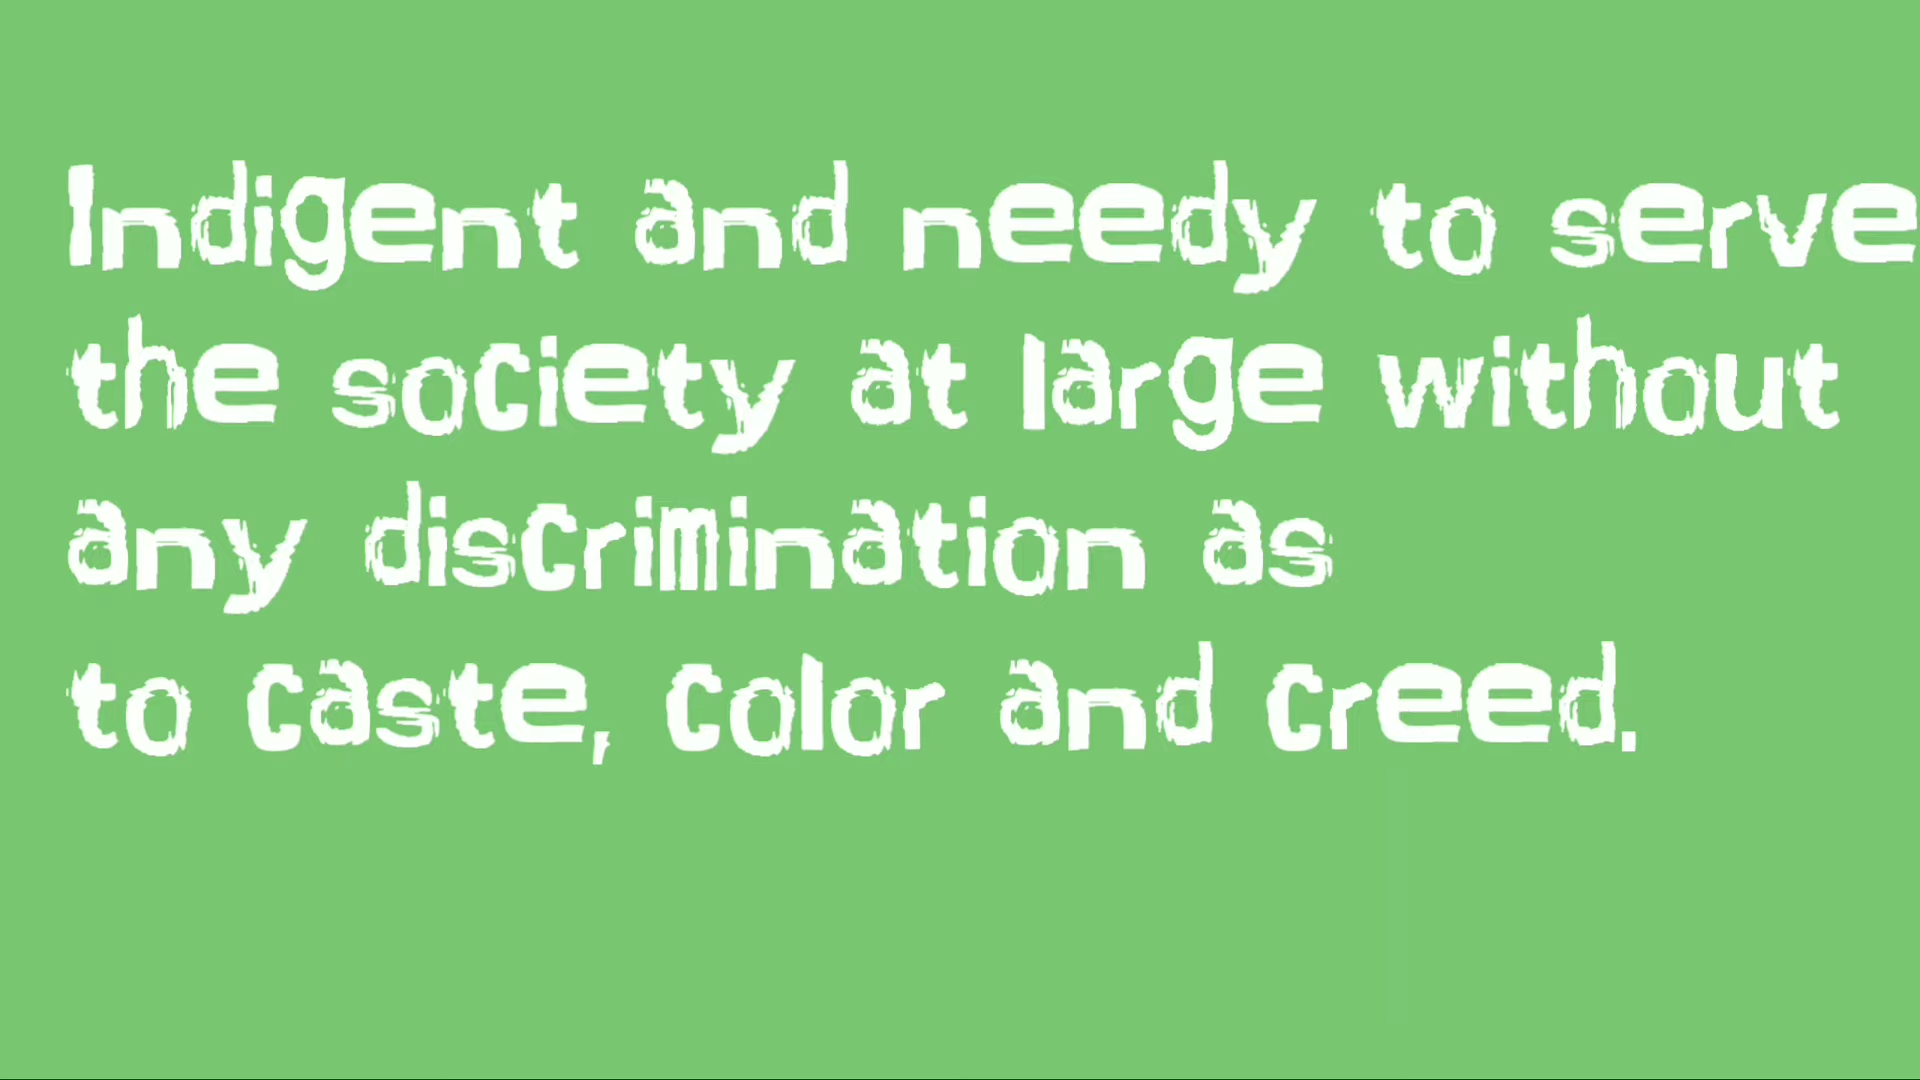 Indigent and needy to serve
the society at large without
any discrimination as
to caste, color and creed.